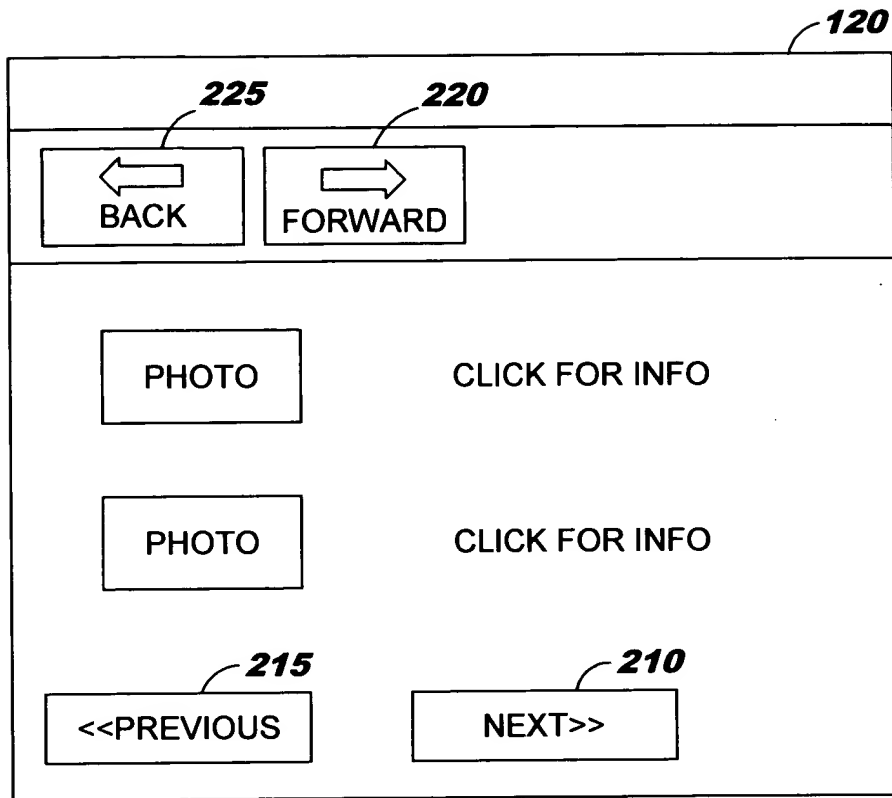 120
225 220
BACK FORWARD
PHOTO CLICK FOR INFO
PHOTO CLICK FOR INFO
215 210
<<PREVIOUS NEXT>>